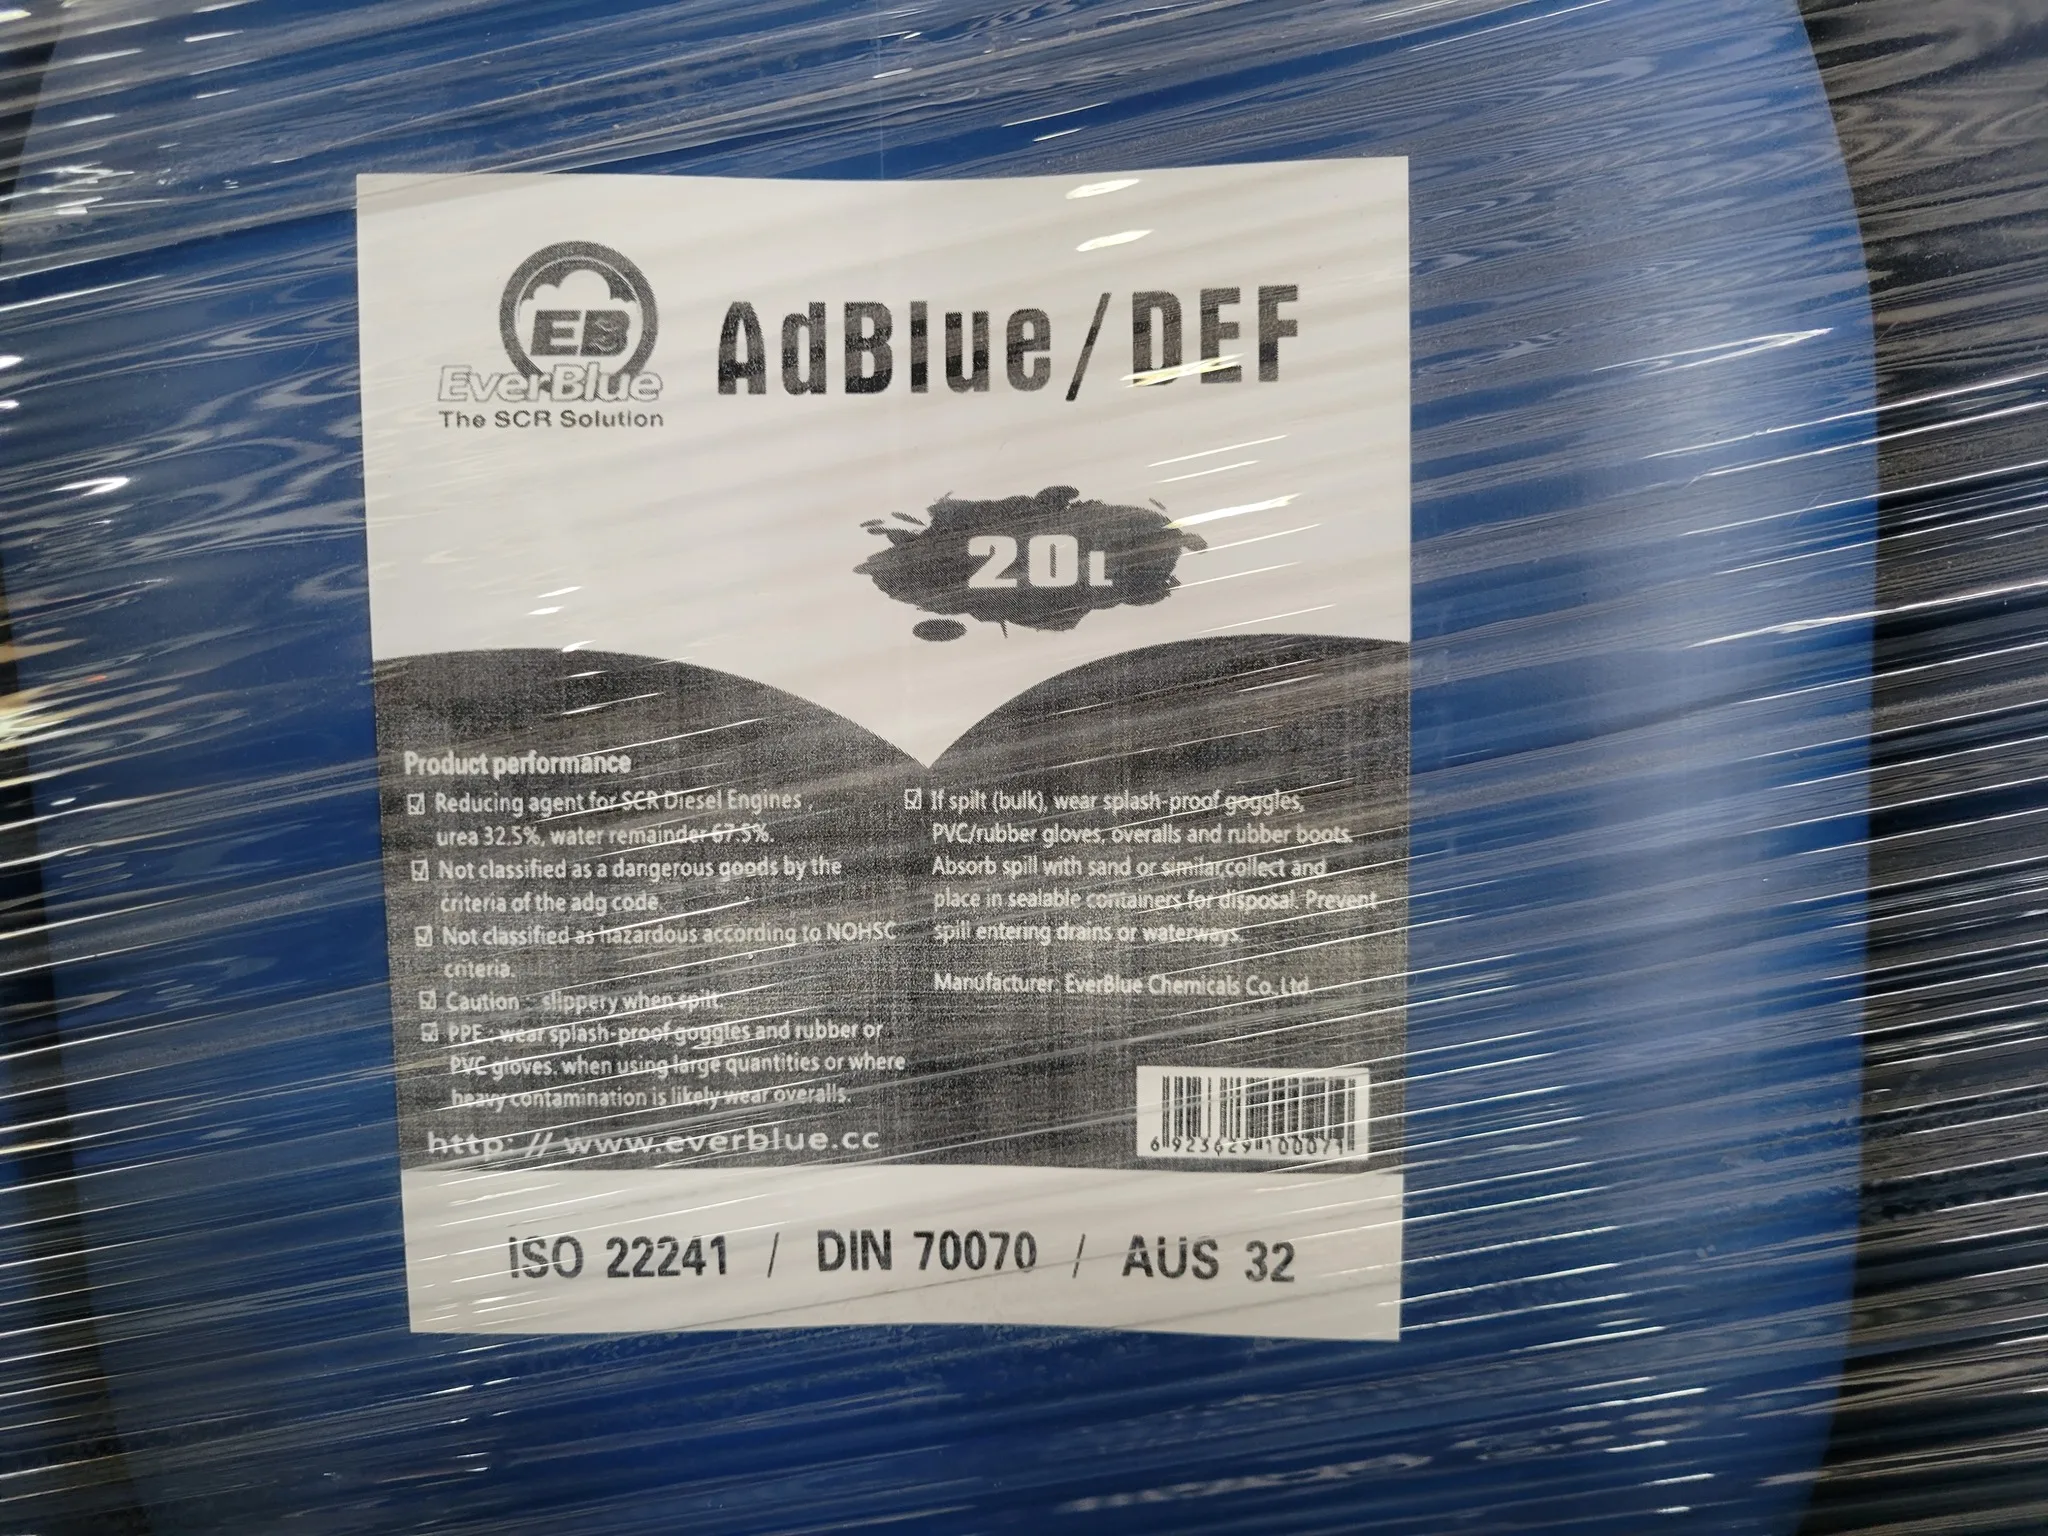 EB
EverBlue
The SCR Solution
AdBlue/DEF
20L
Product performance
☑ Reducing agent for SCR Diesel Engines ,
urea 32.5%, water remainder 67.5%.
☑ Not classified as a dangerous goods by the
criteria of the adg code.
☑ Not classified as hazardous according to NOHSC
criteria.
☑ Caution : slippery when spilt.
☑ PPE : wear splash-proof goggles and rubber or
PVC gloves. when using large quantities or where
heavy contamination is likely wear overalls.
http: // www.everblue.cc
☑ If spilt (bulk), wear splash-proof goggles,
PVC/rubber gloves, overalls and rubber boots.
Absorb spill with sand or similar,collect and
place in sealable containers for disposal. Prevent
spill entering drains or waterways.
Manufacturer: EverBlue Chemicals Co.,Ltd.
6 923629 100071
ISO 22241 / DIN 70070 / AUS 32